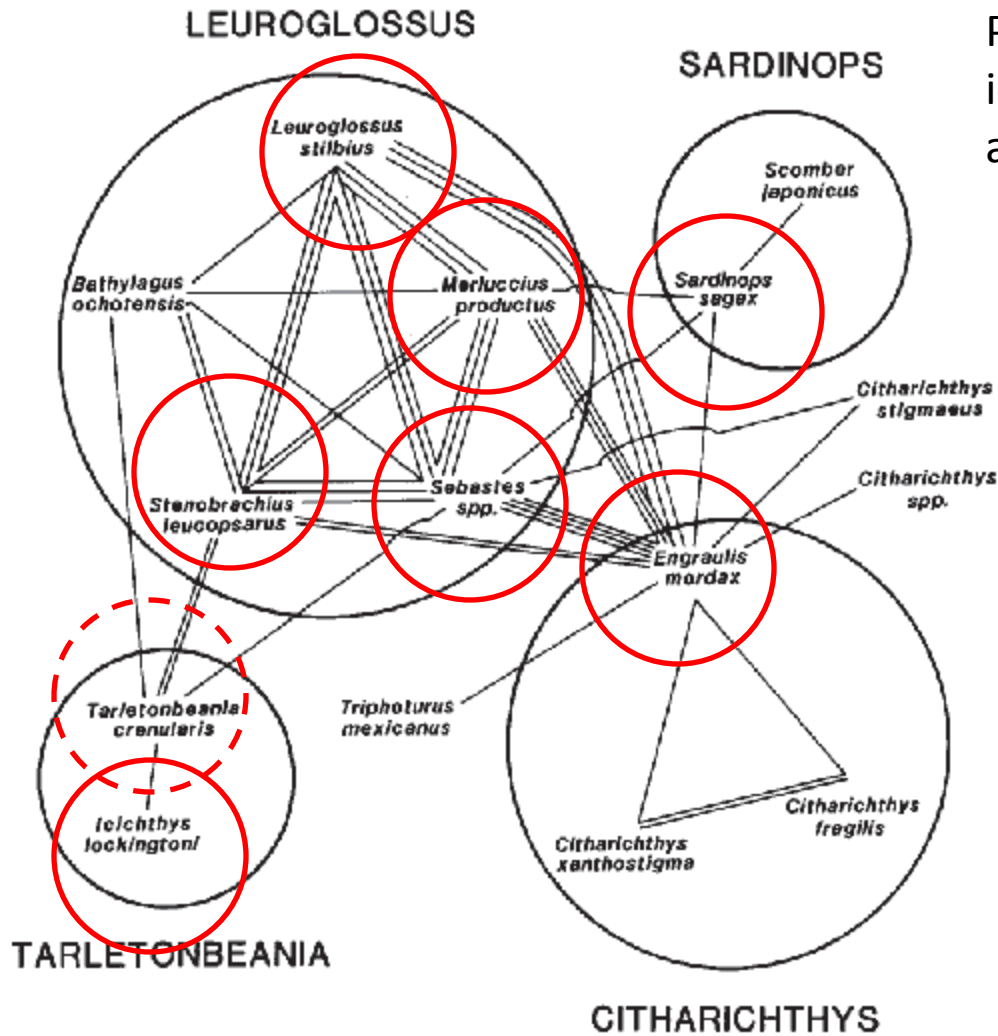 LEUROGLOSSUS
SARDINOPS
Leuroglossus
stilbius
Scomber
japonicus
Bathylagus
ochotensis
Merluccius
productus
Sardinops
sagax
Citharichthys
stigmaeus
Stenobrachius
leucopsarus
Sebastes
spp.
Citharichthys
spp.
Engraulis
mordax
Tarletonbeania
crenularis
Triphoturus
mexicanus
Icichthys
lockingtoni
Citharichthys
fragilis
Citharichthys
xanthostigma
TARLETONBEANIA
CITHARICHTHYS